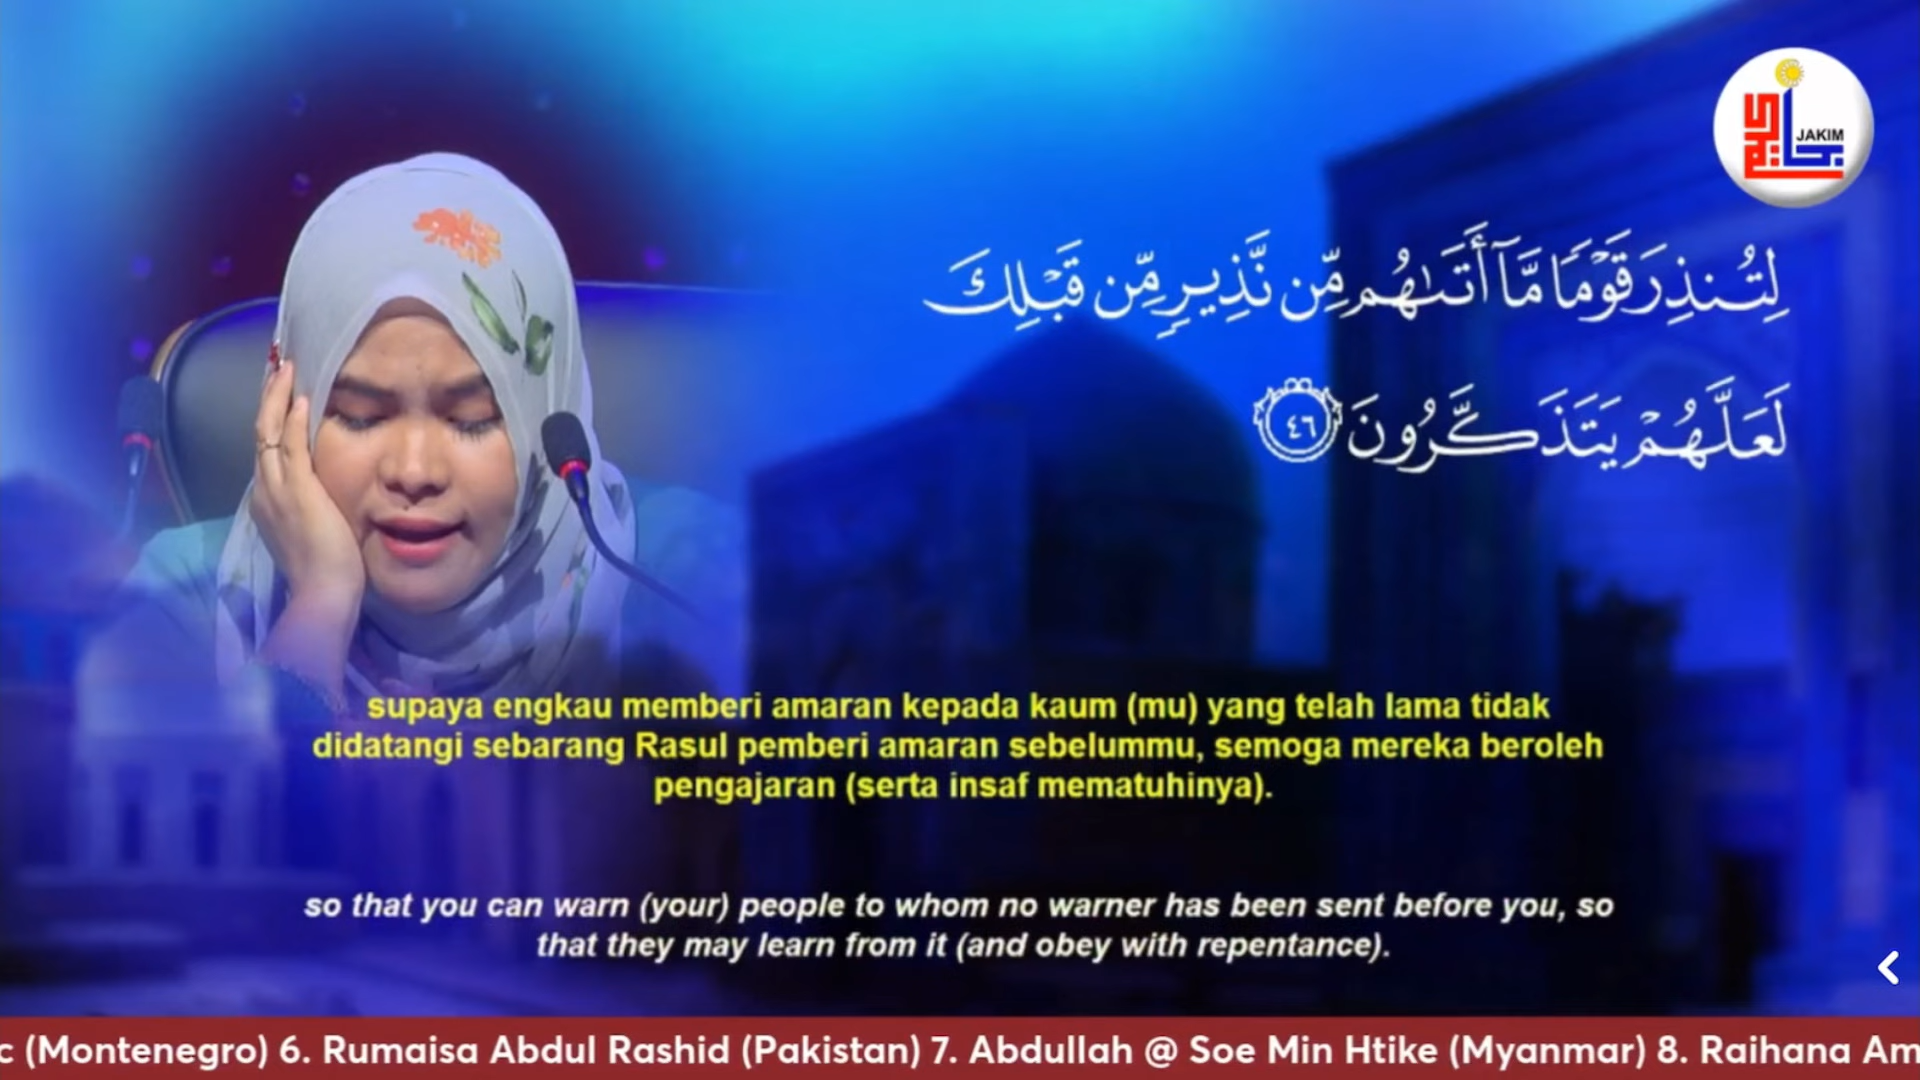 JAKIM
لِتُنذِرَ قَوْمًا مَّآ أَتَىٰهُم مِّن نَّذِيرٍ مِّن قَبْلِكَ
لَعَلَّهُمْ يَتَذَكَّرُونَ ٤٦
supaya engkau memberi amaran kepada kaum (mu) yang telah lama tidak
didatangi sebarang Rasul pemberi amaran sebelummu, semoga mereka beroleh
pengajaran (serta insaf mematuhinya).
so that you can warn (your) people to whom no warner has been sent before you, so
that they may learn from it (and obey with repentance).
c (Montenegro) 6. Rumaisa Abdul Rashid (Pakistan) 7. Abdullah @ Soe Min Htike (Myanmar) 8. Raihana Am